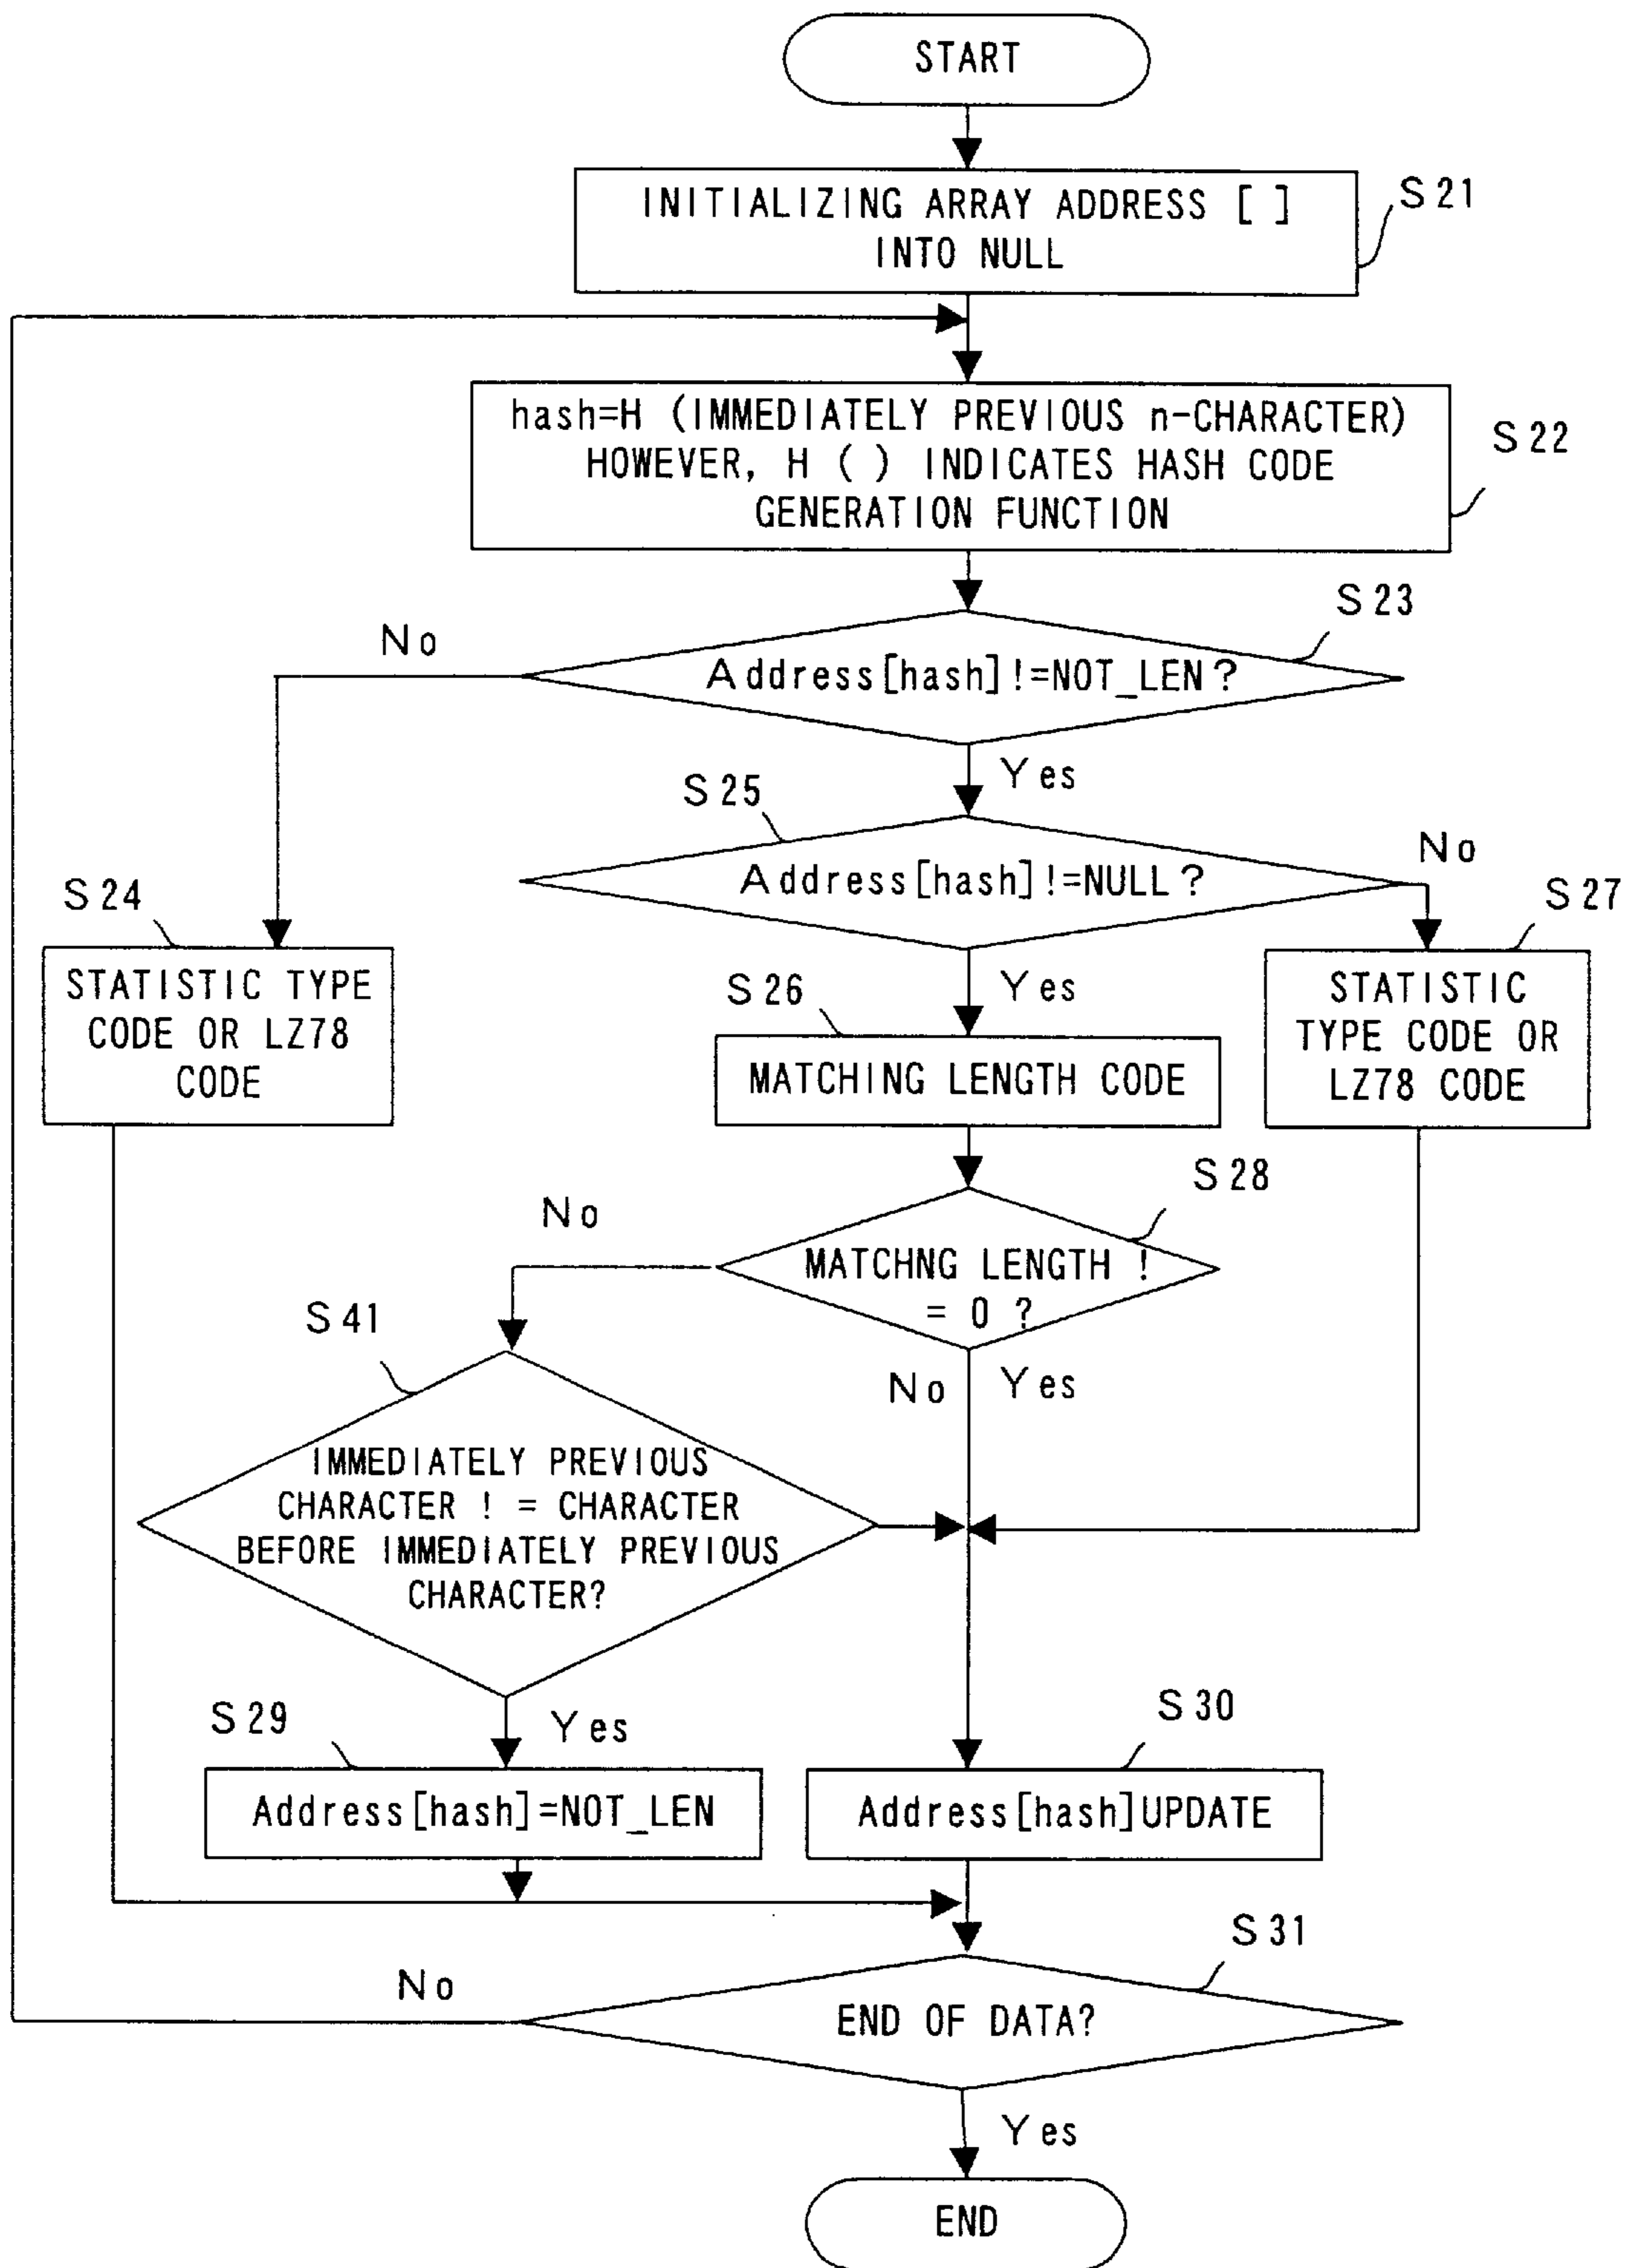 START
INITIALIZING ARRAY ADDRESS [ ]
INTO NULL
S21
hash=H (IMMEDIATELY PREVIOUS n-CHARACTER)
HOWEVER, H ( ) INDICATES HASH CODE
GENERATION FUNCTION
S22
S23
No
Address[hash]!=NOT_LEN?
Yes
S25
No
Address[hash]!=NULL?
S24
S27
STATISTIC TYPE
CODE OR LZ78
CODE
Yes
S26
STATISTIC
TYPE CODE OR
LZ78 CODE
MATCHING LENGTH CODE
S28
No
MATCHNG LENGTH !
= 0 ?
S41
No
Yes
IMMEDIATELY PREVIOUS
CHARACTER ! = CHARACTER
BEFORE IMMEDIATELY PREVIOUS
CHARACTER?
S29
Yes
S30
Address[hash]=NOT_LEN
Address[hash]UPDATE
S31
No
END OF DATA?
Yes
END